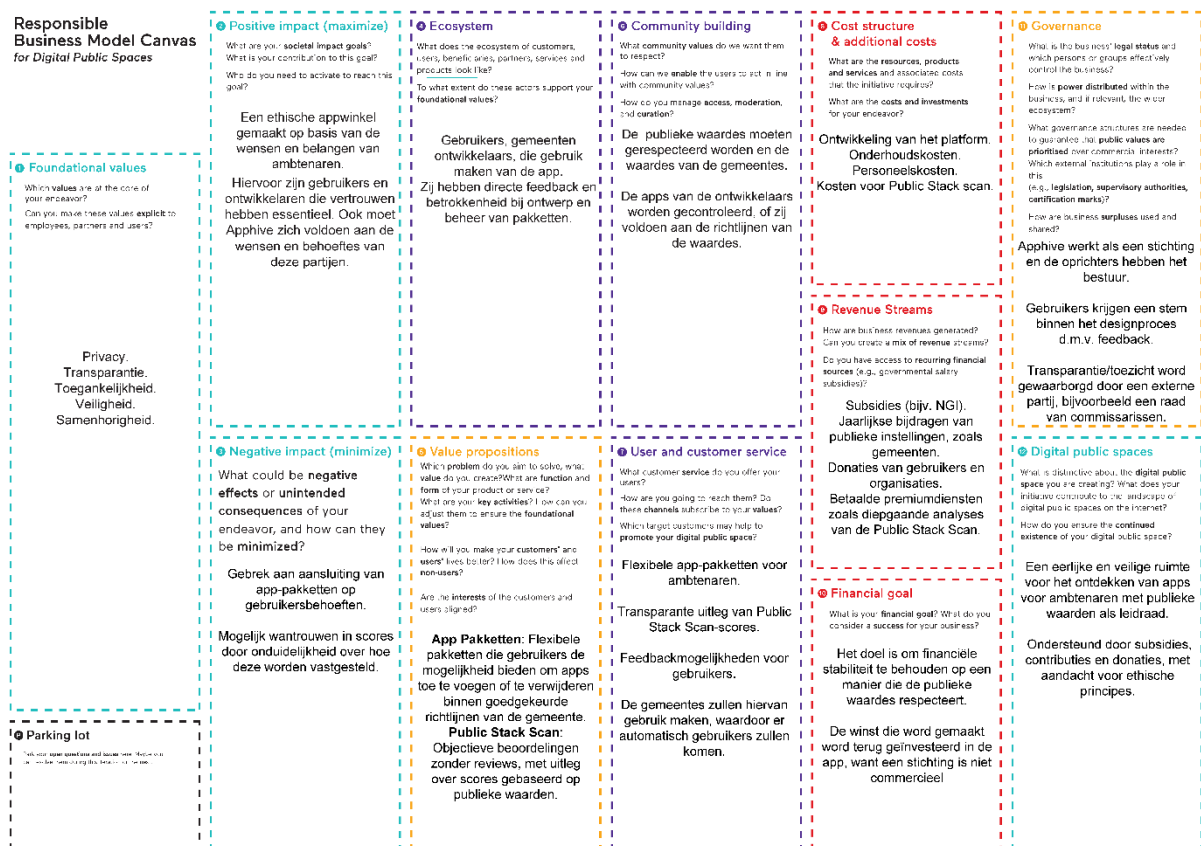 Responsible
Business Model Canvas
for Digital Public Spaces
1 Foundational values
Which values are at the core of
your endeavor?
Can you make these values explicit to
employees, partners and users?
Privacy.
Transparantie.
Toegankelijkheid.
Veiligheid.
Samenhorigheid.
Parking lot
2 Positive impact (maximize)
What are your societal impact goals?
What is your contribution to this goal?
Who do you need to activate to reach this
goal?
Een ethische appwinkel
gemaakt op basis van de
wensen en belangen van
ambtenaren.
Hiervoor zijn gebruikers en
ontwikkelaren die vertrouwen
hebben essentieel. Ook moet
Apphive zich voldoen aan de
wensen en behoeftes van
deze partijen.
3 Negative impact (minimize)
What could be negative
effects or unintended
consequences of your
endeavor, and how can they
be minimized?
Gebrek aan aansluiting van
app-pakketten op
gebruikersbehoeften.
Mogelijk wantrouwen in scores
door onduidelijkheid over hoe
deze worden vastgesteld.
4 Ecosystem
What does the ecosystem of customers,
users, beneficiaries, partners, services and
products look like?
To what extent do these actors support your
foundational values?
Gebruikers, gemeenten
ontwikkelaars, die gebruik
maken van de app.
Zij hebben directe feedback en
betrokkenheid bij ontwerp en
beheer van pakketten.
5 Value propositions
Which problem do you aim to solve, what
value do you create? What are function and
form of your product or service?
What are your key activities? How can you
adjust them to ensure the foundational
values?
How will you make your customers' and
users' lives better? How does this affect
non-users?
Are the interests of the customers and
users aligned?
App Pakketten: Flexibele
pakketten die gebruikers de
mogelijkheid bieden om apps
toe te voegen of te verwijderen
binnen goedgekeurde
richtlijnen van de gemeente.
Public Stack Scan:
Objectieve beoordelingen
zonder reviews, met uitleg
over scores gebaseerd op
publieke waarden.
6 Community building
What community values do we want them
to respect?
How can we enable the users to act in line
with community values?
How do you manage access, moderation,
and curation?
De publieke waardes moeten
gerespecteerd worden en de
waardes van de gemeentes.
De apps van de ontwikkelaars
worden gecontroleerd, of zij
voldoen aan de richtlijnen van
de waardes.
7 User and customer service
What customer service do you offer your
users?
How are you going to reach them? Do
these channels subscribe to your values?
Which target customers may help to
promote your digital public space?
Flexibele app-pakketten voor
ambtenaren.
Transparante uitleg van Public
Stack Scan-scores.
Feedbackmogelijkheden voor
gebruikers.
De gemeentes zullen hiervan
gebruik maken, waardoor er
automatisch gebruikers zullen
komen.
8 Cost structure
& additional costs
What are the resources, products
and services and associated costs
that the initiative requires?
What are the costs and investments
for your endeavor?
Ontwikkeling van het platform.
Onderhoudskosten.
Personeelskosten.
Kosten voor Public Stack scan.
9 Revenue Streams
How are business revenues generated?
Can you create a mix of revenue streams?
Do you have access to recurring financial
sources (e.g., governmental salary
subsidies)?
Subsidies (bijv. NGI).
Jaarlijkse bijdragen van
publieke instellingen, zoals
gemeenten.
Donaties van gebruikers en
organisaties.
Betaalde premiumdiensten
zoals diepgaande analyses
van de Public Stack Scan.
10 Financial goal
What is your financial goal? What do you
consider a success for your business?
Het doel is om financiële
stabiliteit te behouden op een
manier die de publieke
waardes respecteert.
De winst die word gemaakt
word terug geïnvesteerd in de
app, want een stichting is niet
commercieel
11 Governance
What is the business' legal status and
which persons or groups effectively
control the business?
How is power distributed within the
business, and if relevant, the wider
ecosystem?
What governance structures are needed
to guarantee that public values are
prioritised over commercial interests?
Which external institutions play a role in
this
(e.g., legislation, supervisory authorities,
certification marks)?
How are business surpluses used and
shared?
Apphive werkt als een stichting
en de oprichters hebben het
bestuur.
Gebruikers krijgen een stem
binnen het designproces
d.m.v. feedback.
Transparantie/toezicht word
gewaarborgd door een externe
partij, bijvoorbeeld een raad
van commissarissen.
12 Digital public spaces
What is distinctive about the digital public
space you are creating? What does your
initiative contribute to the landscape of
digital public spaces on the internet?
How do you ensure the continued
existence of your digital public space?
Een eerlijke en veilige ruimte
voor het ontdekken van apps
voor ambtenaren met publieke
waarden als leidraad.
Ondersteund door subsidies,
contributies en donaties, met
aandacht voor ethische
principes.